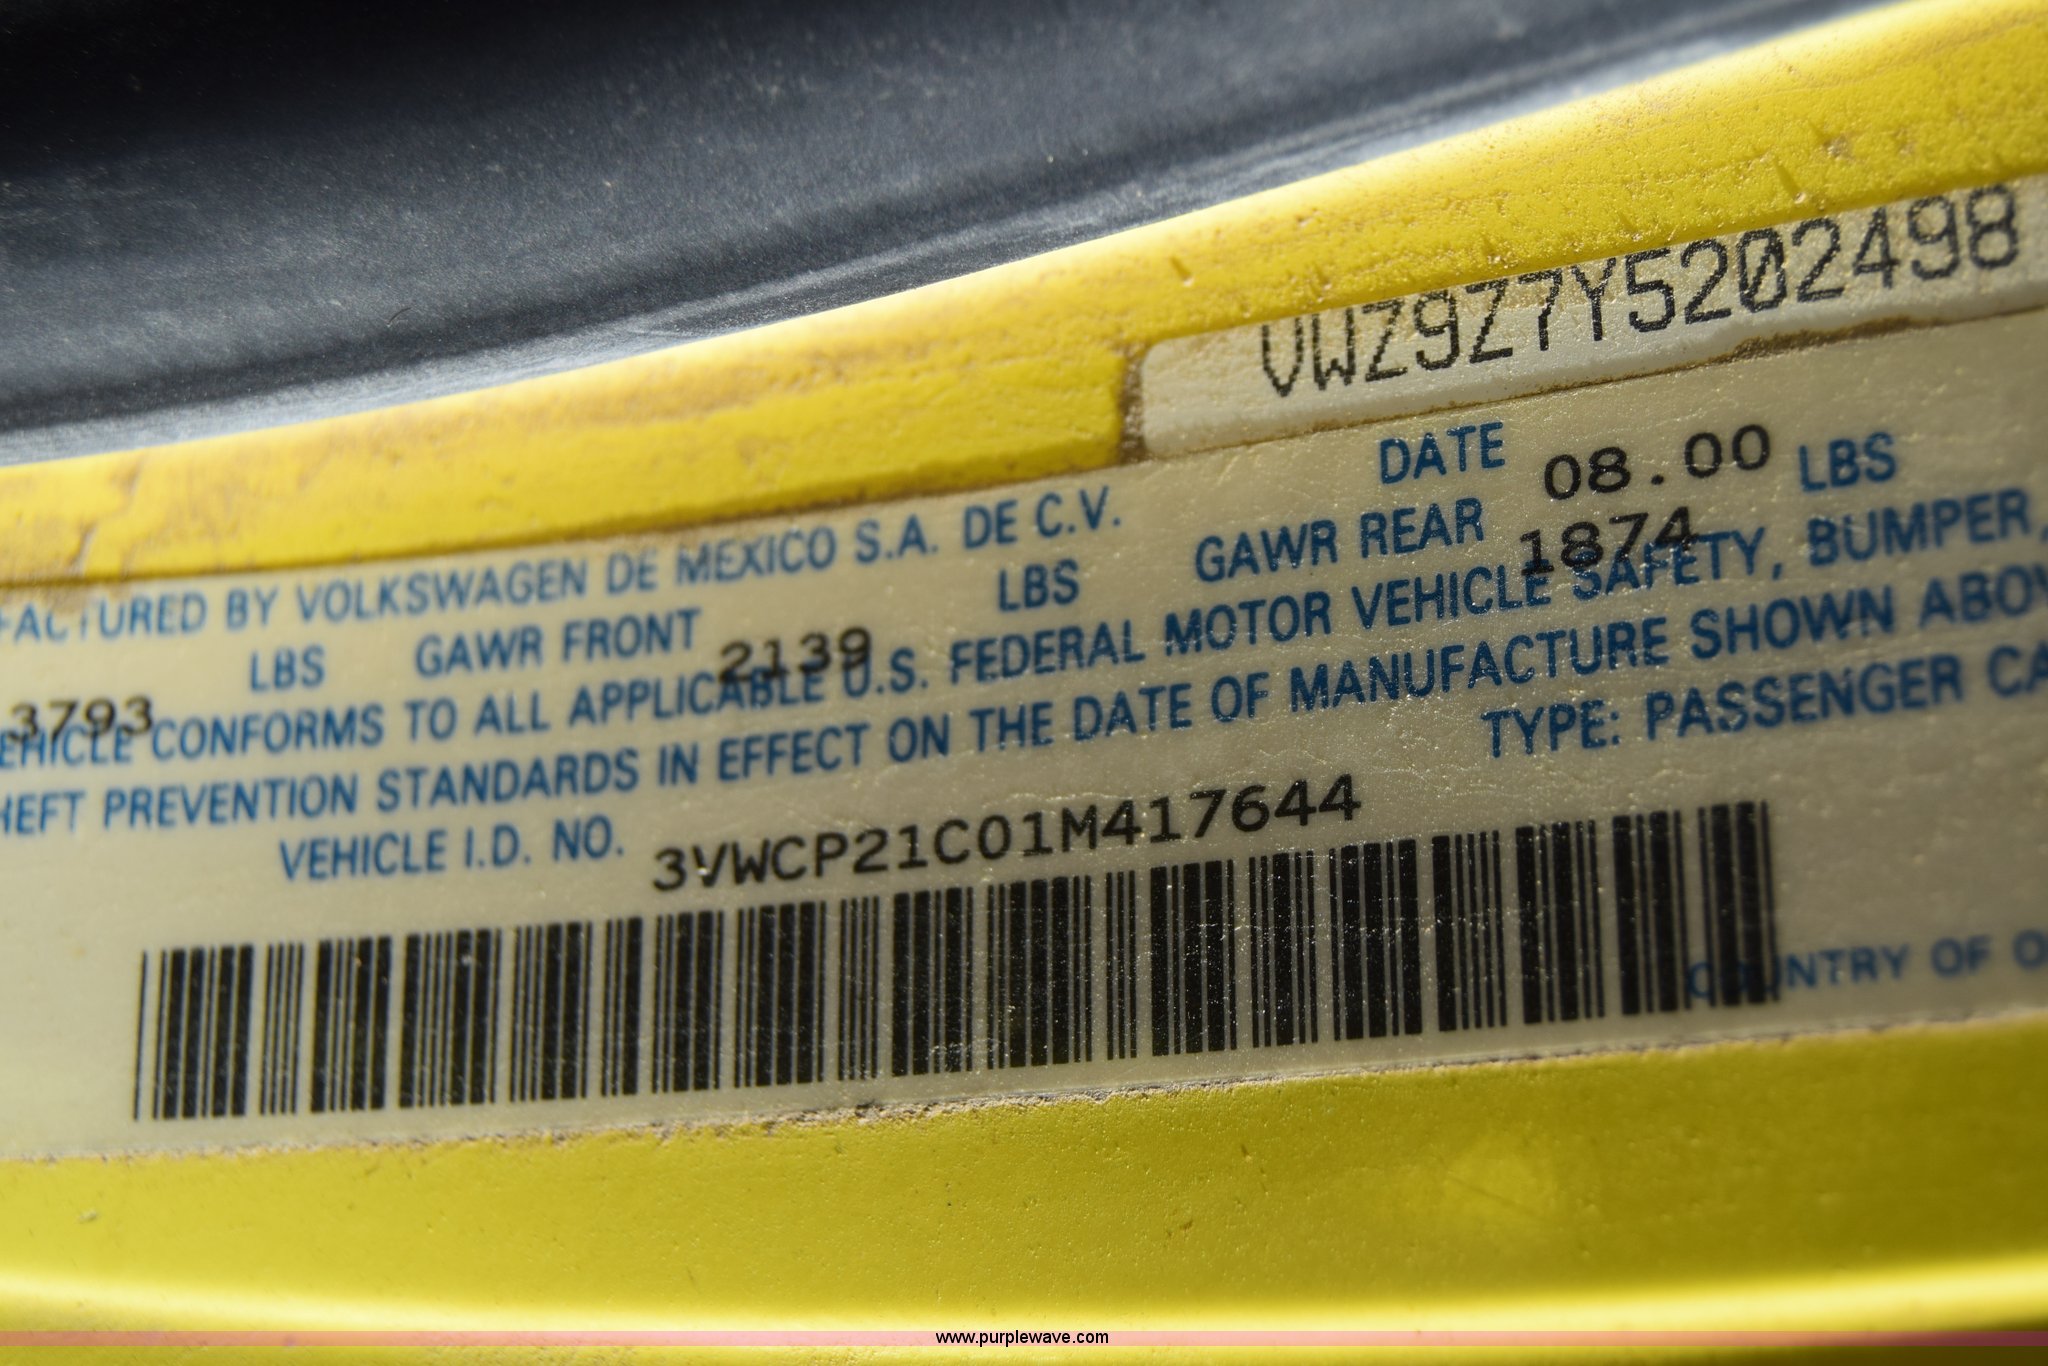 VWZ9Z7Y5202498
DATE 08.00
FACTURED BY VOLKSWAGEN DE MEXICO S.A. DE C.V.
3793 LBS GAWR FRONT 2139 LBS GAWR REAR 1874 LBS
EHICLE CONFORMS TO ALL APPLICABLE U.S. FEDERAL MOTOR VEHICLE SAFETY, BUMPER,
HEFT PREVENTION STANDARDS IN EFFECT ON THE DATE OF MANUFACTURE SHOWN ABOV
VEHICLE I.D. NO. 3VWCP21C01M417644 TYPE: PASSENGER CA
COUNTRY OF O
www.purplewave.com